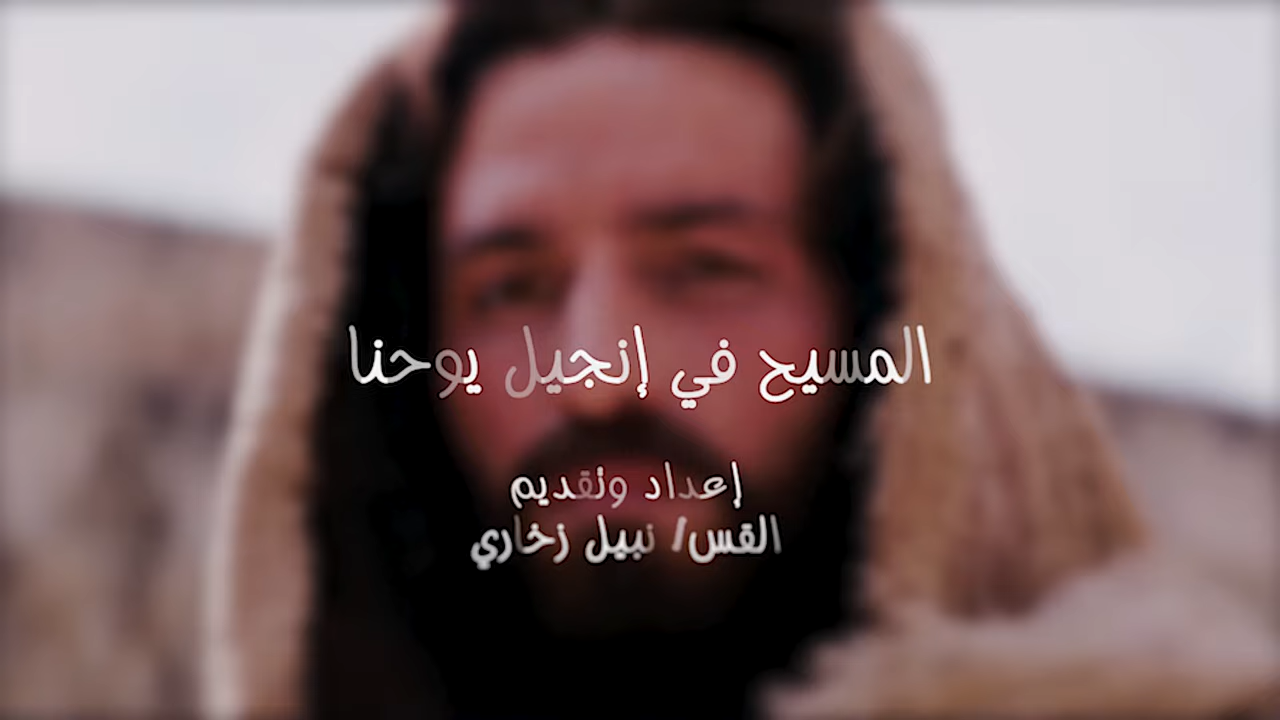 المسيح في إنجيل يوحنا
إعداد وتقديم
القس/ نبيل زخاري